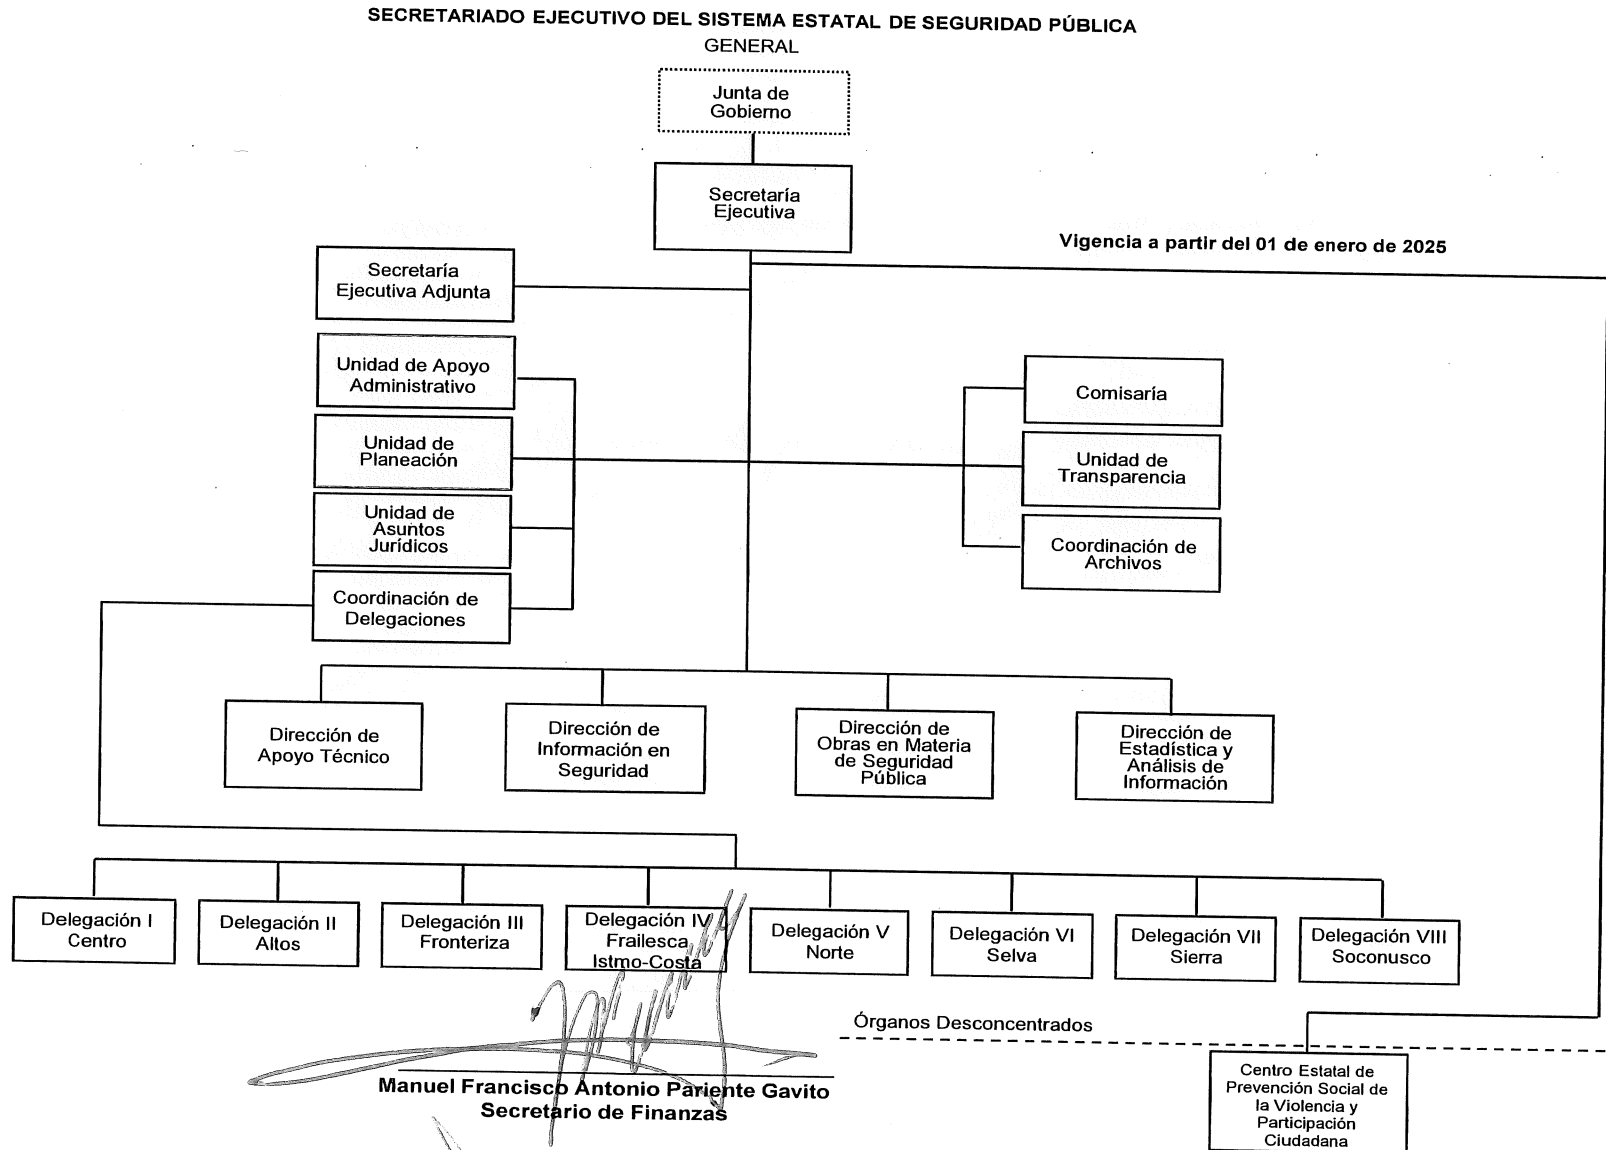 SECRETARIADO EJECUTIVO DEL SISTEMA ESTATAL DE SEGURIDAD PÚBLICA
GENERAL
Junta de
Gobierno
Secretaría
Ejecutiva
Vigencia a partir del 01 de enero de 2025
Secretaría
Ejecutiva Adjunta
Unidad de Apoyo
Administrativo
Unidad de
Planeación
Unidad de
Asuntos
Jurídicos
Coordinación de
Delegaciones
Comisaría
Unidad de
Transparencia
Coordinación de
Archivos
Dirección de
Apoyo Técnico
Dirección de
Información en
Seguridad
Dirección de
Obras en Materia
de Seguridad
Pública
Dirección de
Estadística y
Análisis de
Información
Delegación I
Centro
Delegación II
Altos
Delegación III
Fronteriza
Delegación IV
Frailesca
Istmo-Costa
Delegación V
Norte
Delegación VI
Selva
Delegación VII
Sierra
Delegación VIII
Soconusco
Órganos Desconcentrados
Centro Estatal de
Prevención Social de
la Violencia y
Participación
Ciudadana
Manuel Francisco Antonio Pariente Gavito
Secretario de Finanzas